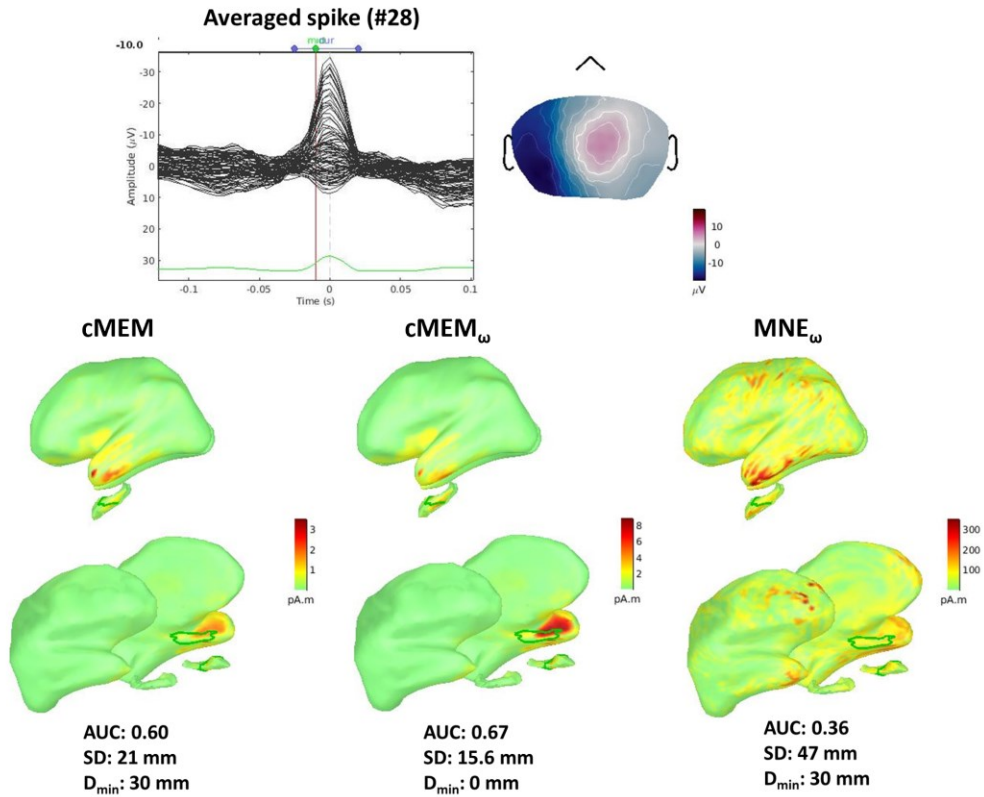 Averaged spike (#28)
-10.0
dur
-30
-20
-10
0
10
20
30
Amplitude (μV)
-0.1
-0.05
0
0.05
0.1
Time (s)
10
0
-10
μV
cMEM
cMEMω
MNEω
3
2
1
pA.m
8
6
4
2
pA.m
300
200
100
pA.m
AUC: 0.60
SD: 21 mm
Dmin: 30 mm
AUC: 0.67
SD: 15.6 mm
Dmin: 0 mm
AUC: 0.36
SD: 47 mm
Dmin: 30 mm